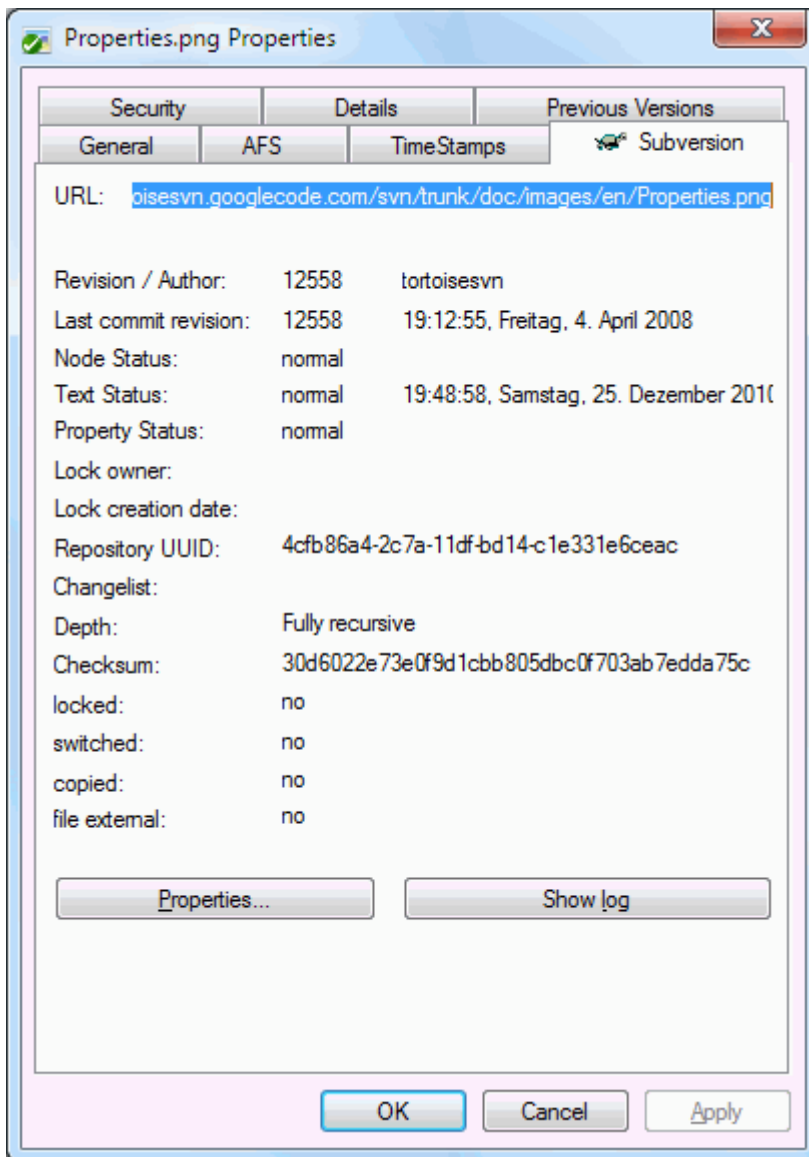 Properties.png Properties
X
Security Details Previous Versions
General AFS TimeStamps Subversion
URL: oisesvn.googlecode.com/svn/trunk/doc/images/en/Properties.png
Revision / Author: 12558 tortoisesvn
Last commit revision: 12558 19:12:55, Freitag, 4. April 2008
Node Status: normal
Text Status: normal 19:48:58, Samstag, 25. Dezember 2010
Property Status: normal
Lock owner:
Lock creation date:
Repository UUID: 4cfb86a4-2c7a-11df-bd14-c1e331e6ceac
Changelist:
Depth: Fully recursive
Checksum: 30d6022e73e0f9d1cbb805dbc0f703ab7edda75c
locked: no
switched: no
copied: no
file external: no
Properties... Show log
OK Cancel Apply